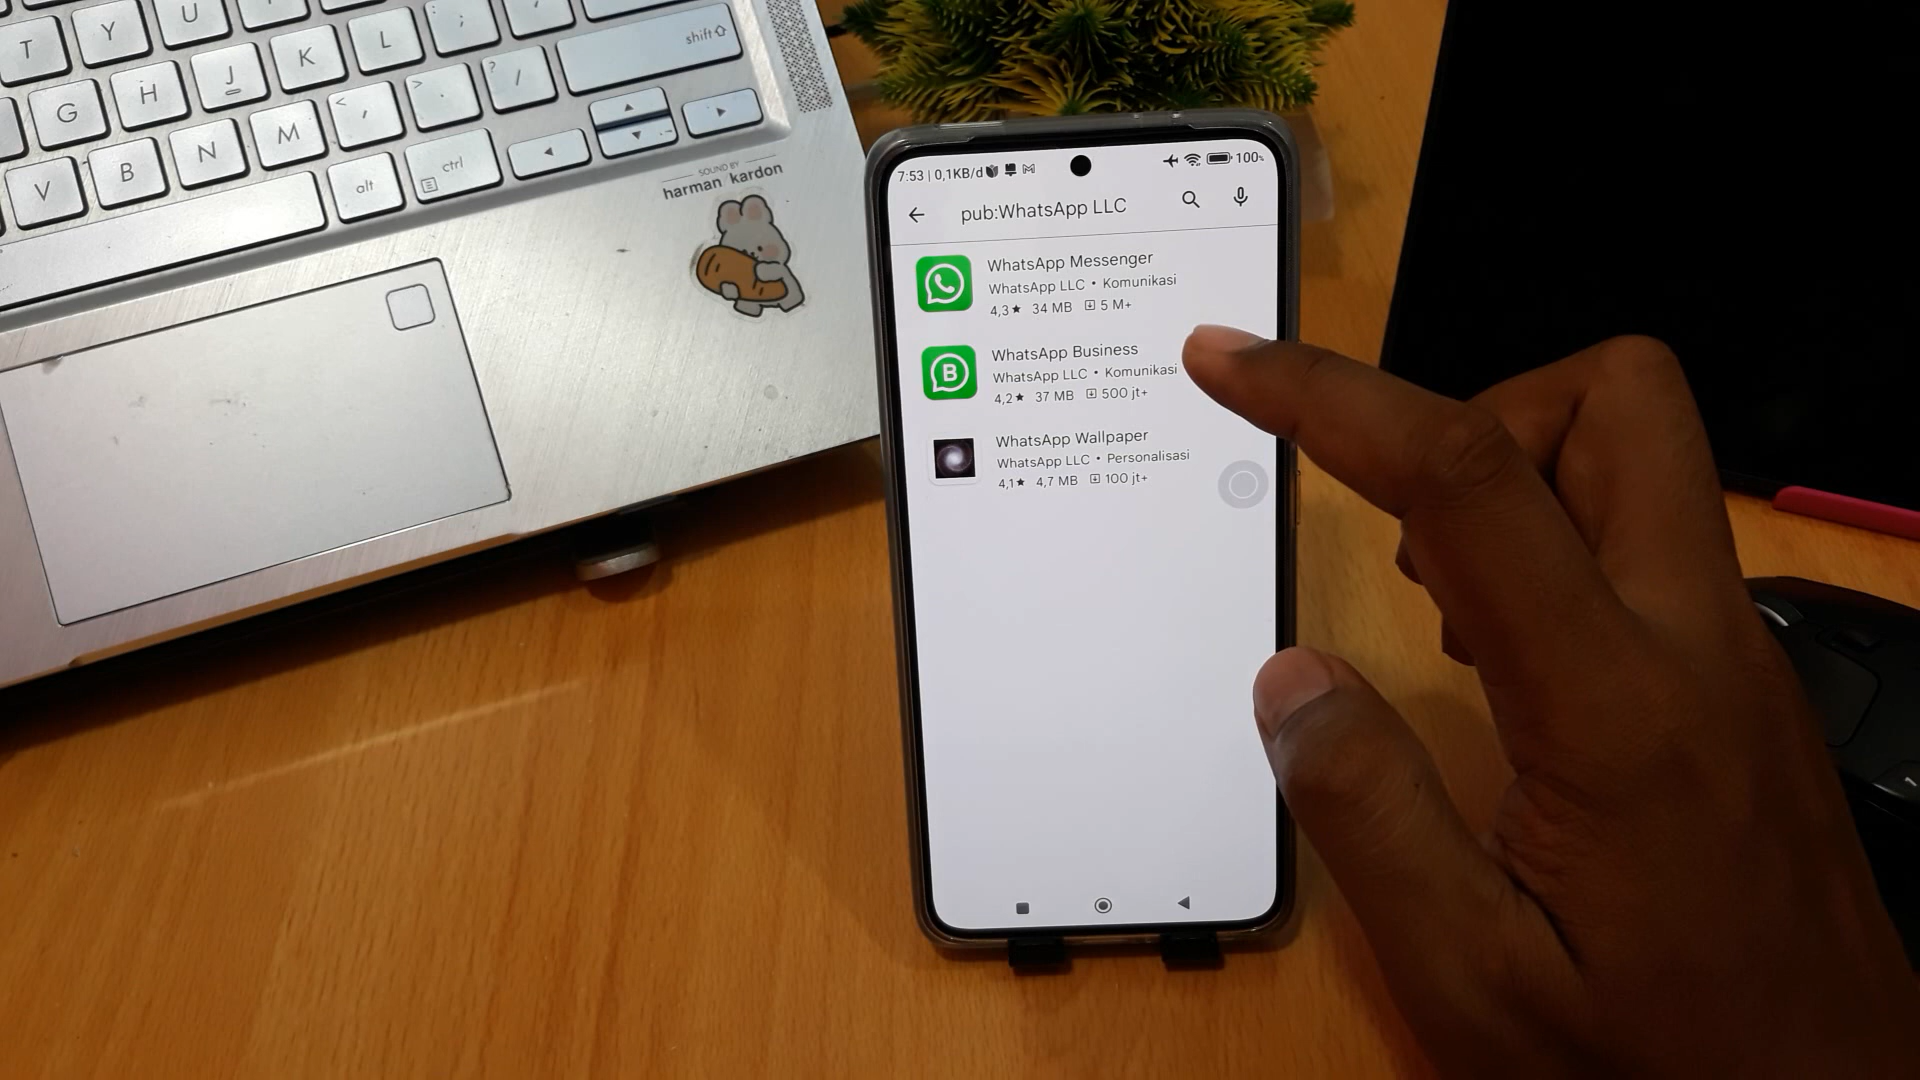 T Y U
shift
G H J K L ; ?
/
V B N M < , > .
alt ctrl
SOUND BY
harman kardon
7:53 | 0,1KB/d 100%
pub:WhatsApp LLC
WhatsApp Messenger
WhatsApp LLC • Komunikasi
4,3★ 34 MB 5 M+
B
WhatsApp Business
WhatsApp LLC • Komunikasi
4,2★ 37 MB 500 jt+
WhatsApp Wallpaper
WhatsApp LLC • Personalisasi
4,1★ 4,7 MB 100 jt+